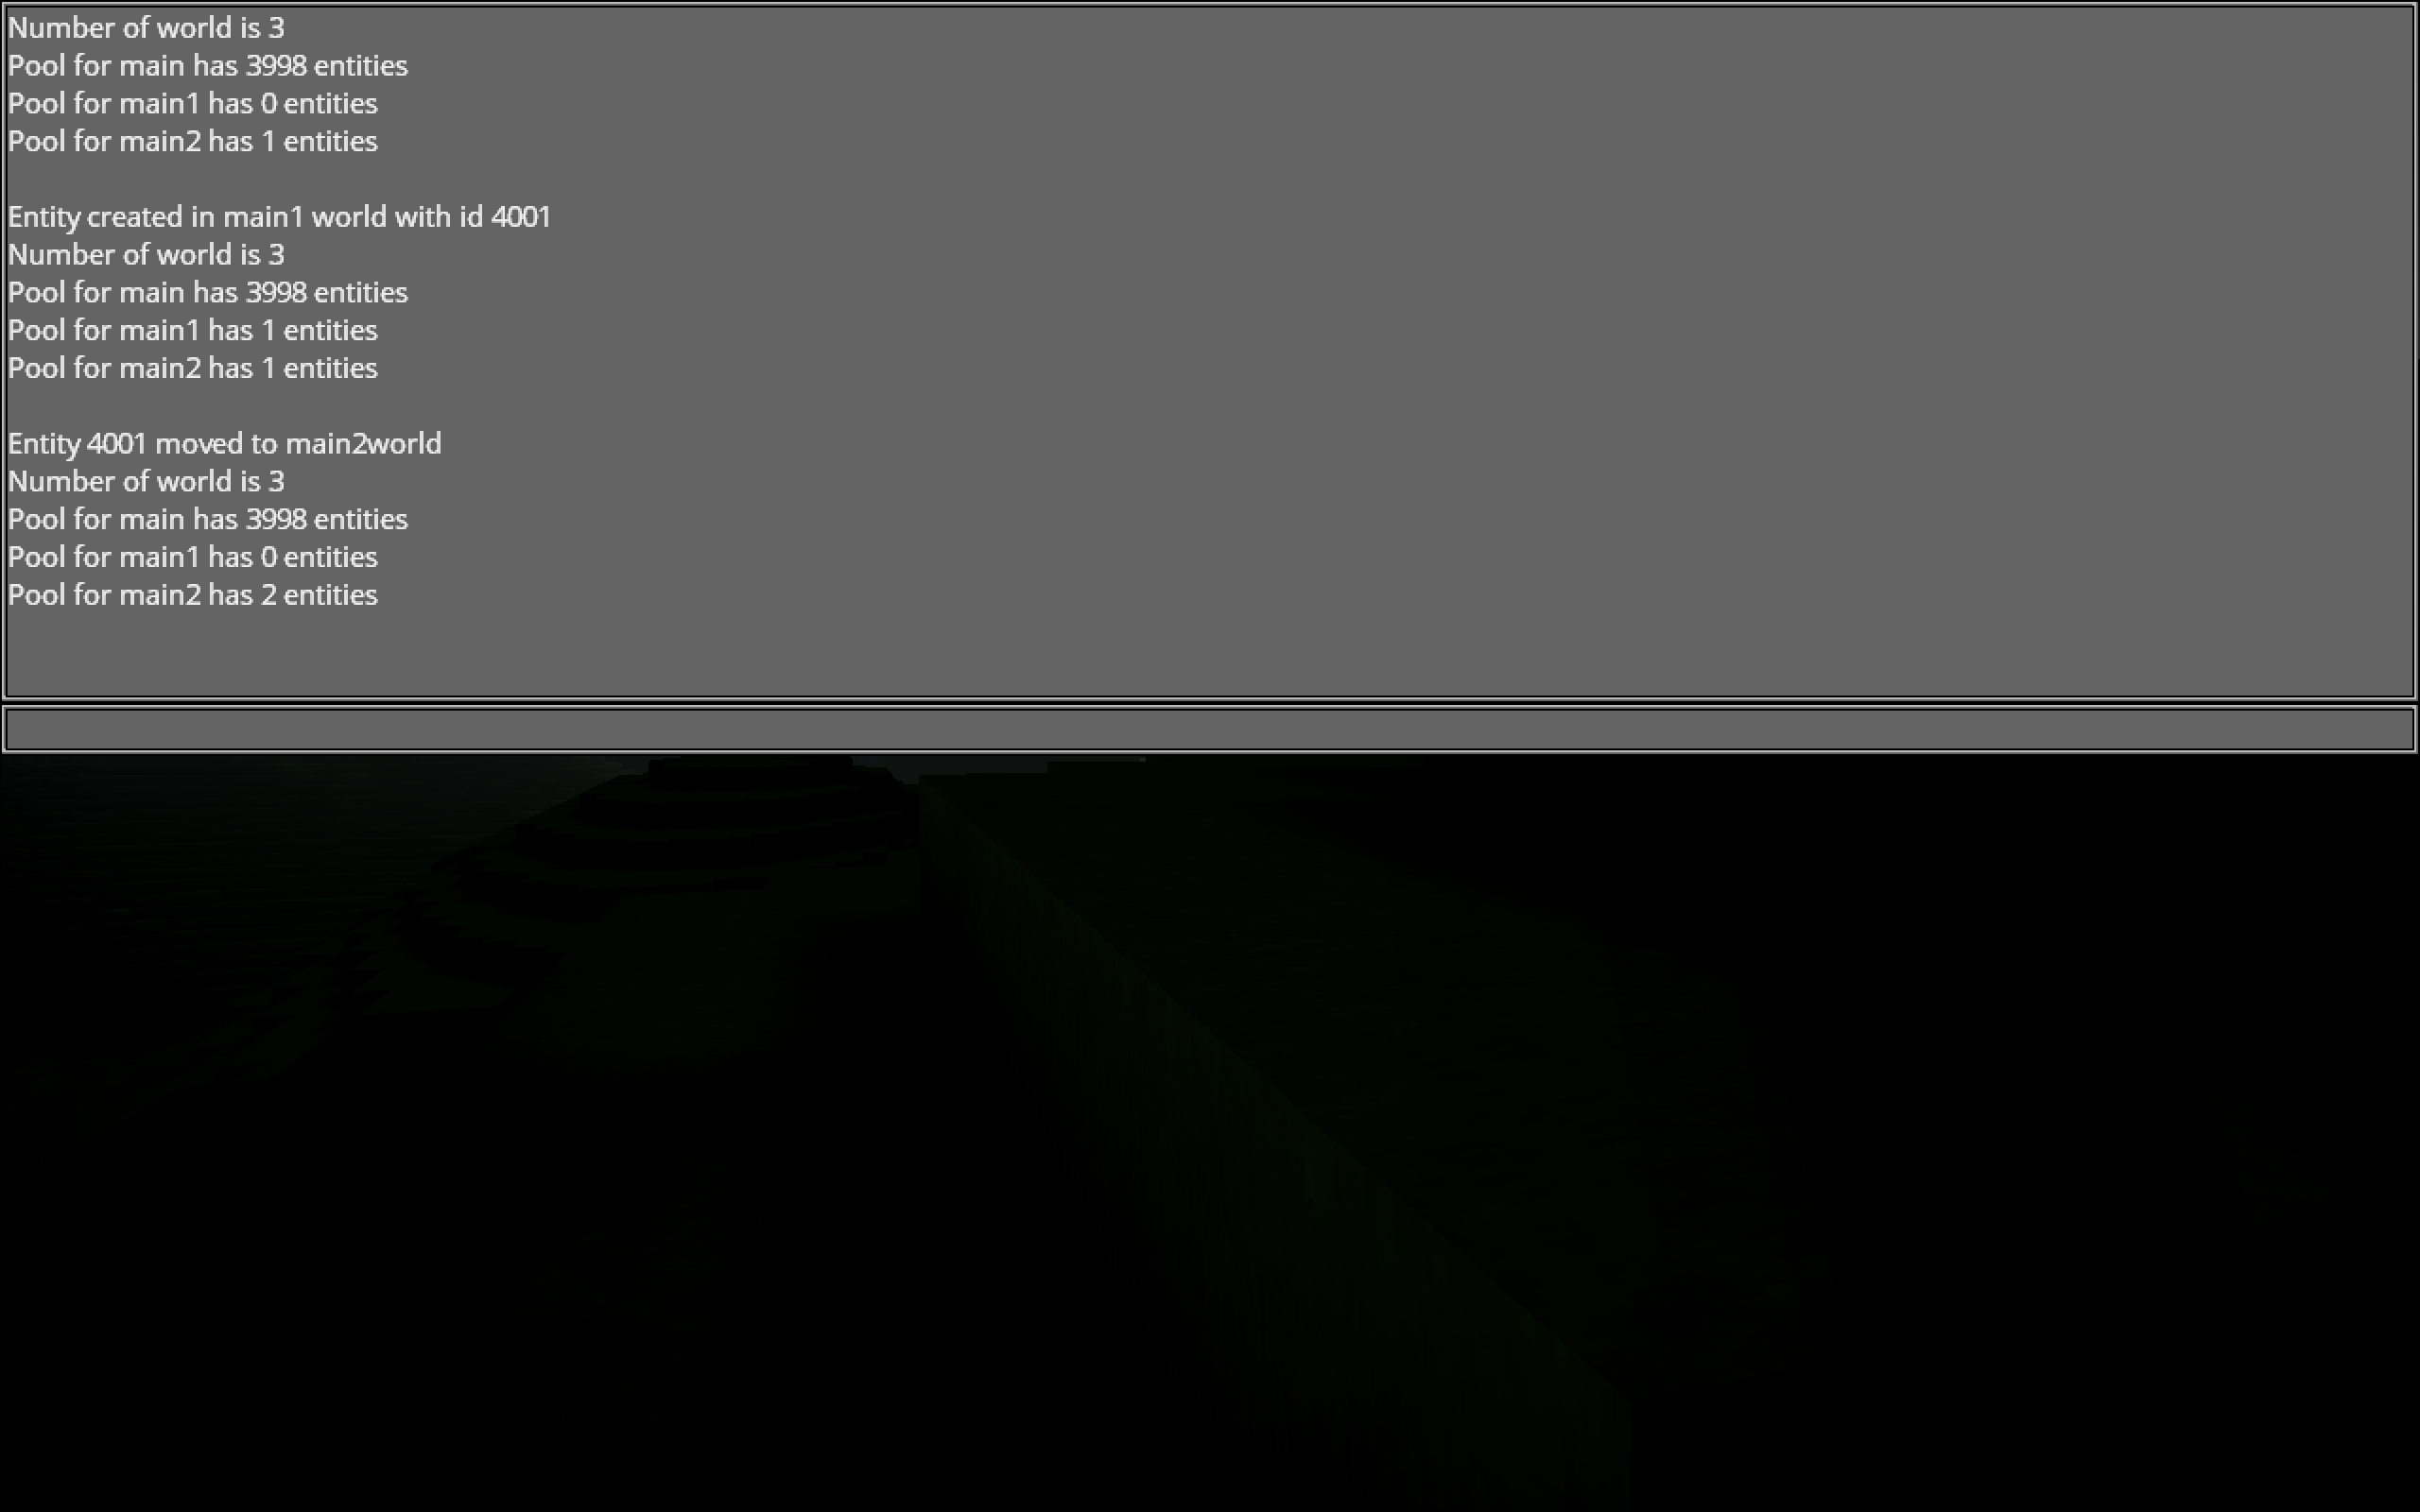 Number of world is 3
Pool for main has 3998 entities
Pool for main1 has 0 entities
Pool for main2 has 1 entities
Entity created in main1 world with id 4001
Number of world is 3
Pool for main has 3998 entities
Pool for main1 has 1 entities
Pool for main2 has 1 entities
Entity 4001 moved to main2world
Number of world is 3
Pool for main has 3998 entities
Pool for main1 has 0 entities
Pool for main2 has 2 entities